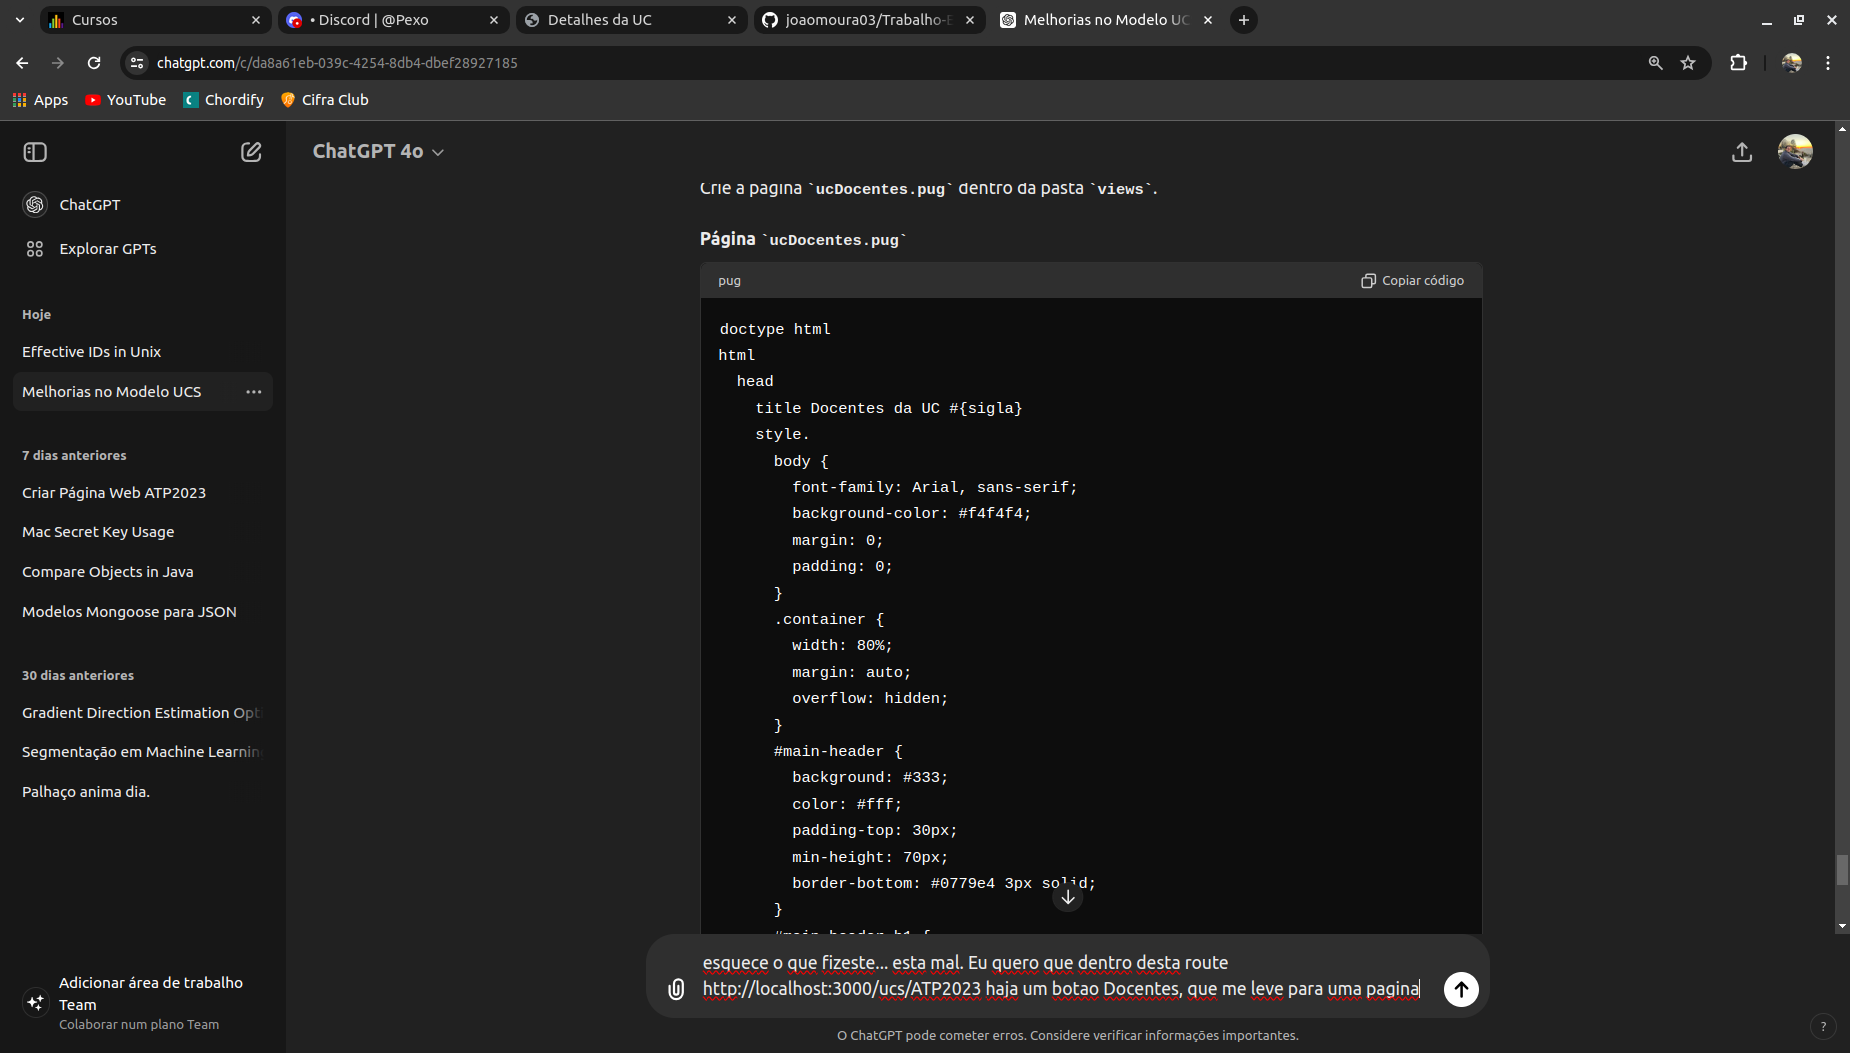 Cursos
• Discord | @Pexo
Detalhes da UC
joaomoura03/Trabalho-E
Melhorias no Modelo UC
chatgpt.com/c/da8a61eb-039c-4254-8db4-dbef28927185
Apps
YouTube
Chordify
Cifra Club
ChatGPT 4o
ChatGPT
Explorar GPTs
Hoje
Effective IDs in Unix
Melhorias no Modelo UCS
7 dias anteriores
Criar Página Web ATP2023
Mac Secret Key Usage
Compare Objects in Java
Modelos Mongoose para JSON
30 dias anteriores
Gradient Direction Estimation Opti
Segmentação em Machine Learnin
Palhaço anima dia.
Adicionar área de trabalho
Team
Colaborar num plano Team
Crie a página `ucDocentes.pug` dentro da pasta `views`.
Página `ucDocentes.pug`
pug
Copiar código
doctype html
html
head
title Docentes da UC #{sigla}
style.
body {
font-family: Arial, sans-serif;
background-color: #f4f4f4;
margin: 0;
padding: 0;
}
.container {
width: 80%;
margin: auto;
overflow: hidden;
}
#main-header {
background: #333;
color: #fff;
padding-top: 30px;
min-height: 70px;
border-bottom: #0779e4 3px solid;
}
#main-header h1 {
esquece o que fizeste... esta mal. Eu quero que dentro desta route
http://localhost:3000/ucs/ATP2023 haja um botao Docentes, que me leve para uma pagina
O ChatGPT pode cometer erros. Considere verificar informações importantes.
?